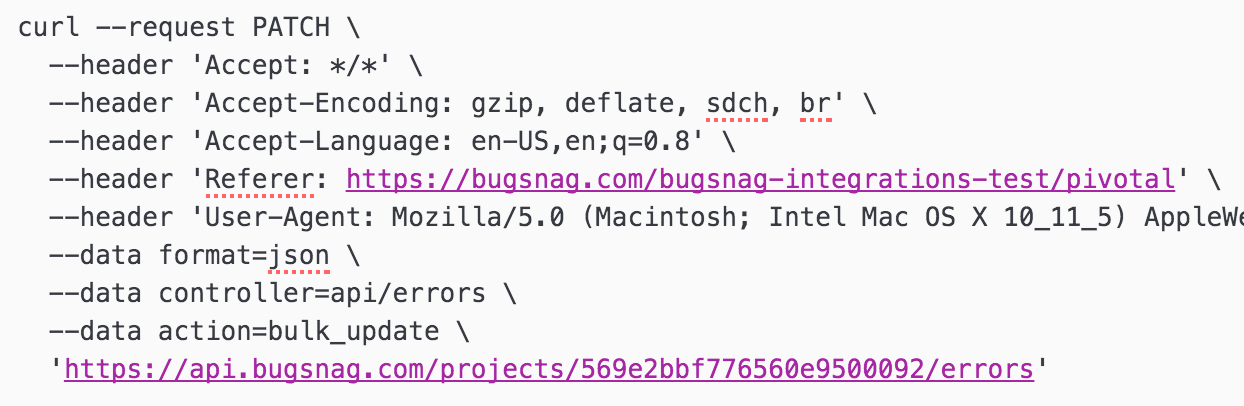 curl --request PATCH \
--header 'Accept: */*' \
--header 'Accept-Encoding: gzip, deflate, sdch, br' \
--header 'Accept-Language: en-US,en;q=0.8' \
--header 'Referer: https://bugsnag.com/bugsnag-integrations-test/pivotal' \
--header 'User-Agent: Mozilla/5.0 (Macintosh; Intel Mac OS X 10_11_5) AppleWe
--data format=json \
--data controller=api/errors \
--data action=bulk_update \
'https://api.bugsnag.com/projects/569e2bbf776560e9500092/errors'